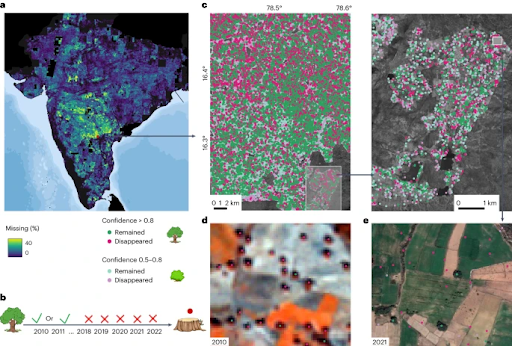 a
c
78.5°
78.6°
16.4°
16.3°
0 1 2 km
0 1 km
Missing (%)
40
0
Confidence > 0.8
Remained
Disappeared
Confidence 0.5–0.8
Remained
Disappeared
b
Or
2010 2011 ... 2018 2019 2020 2021 2022
d
2010
e
2021